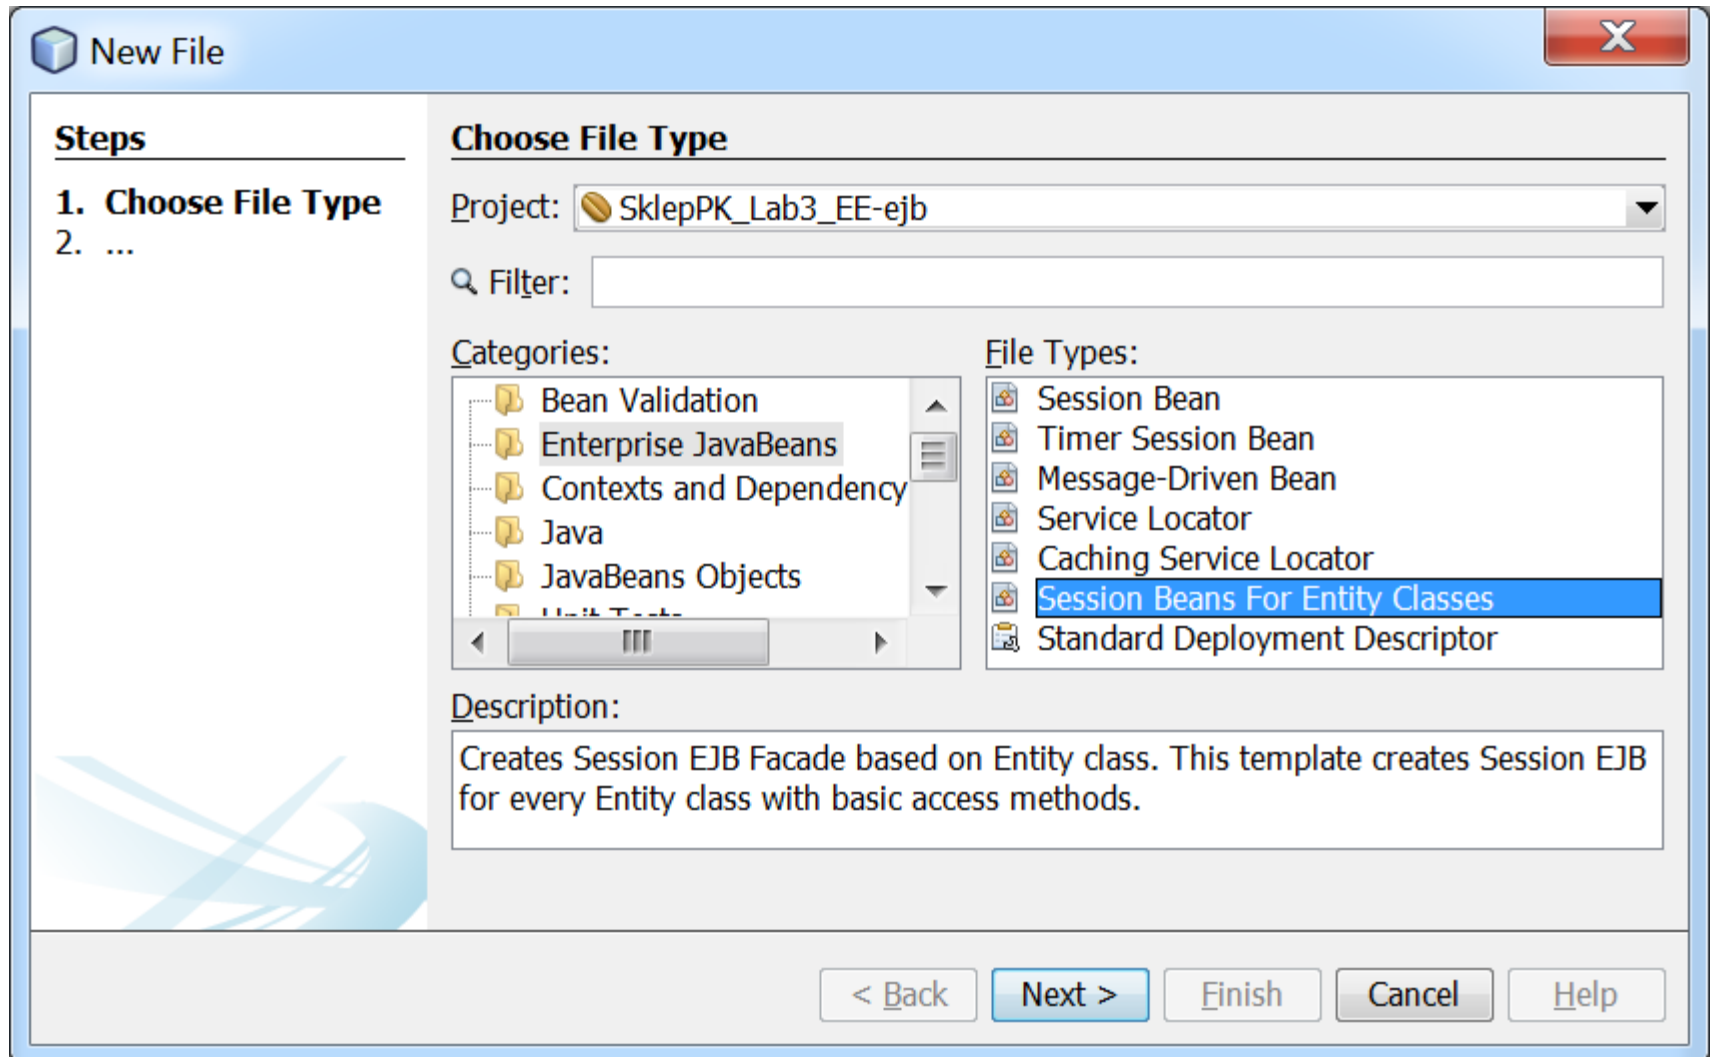 New File
Steps
1. Choose File Type
2. ...
Choose File Type
Project: SklepPK_Lab3_EE-ejb
Filter:
Categories:
Bean Validation
Enterprise JavaBeans
Contexts and Dependency
Java
JavaBeans Objects
Unit Tests
File Types:
Session Bean
Timer Session Bean
Message-Driven Bean
Service Locator
Caching Service Locator
Session Beans For Entity Classes
Standard Deployment Descriptor
Description:
Creates Session EJB Facade based on Entity class. This template creates Session EJB
for every Entity class with basic access methods.
< Back
Next >
Finish
Cancel
Help